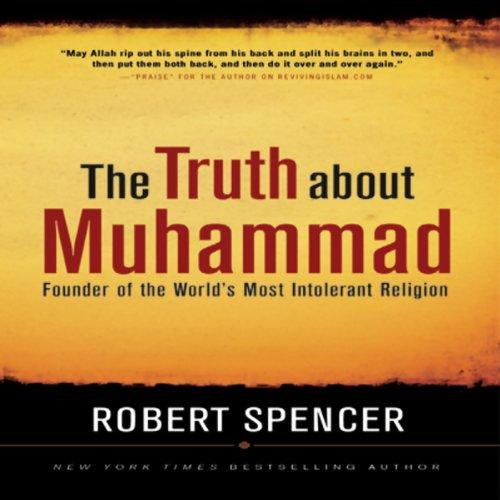 "May Allah rip out his spine from his back and split his brains in two, and
then put them both back, and then do it over and over again."
—"PRAISE" FOR THE AUTHOR ON REVIVINGISLAM.COM
The Truth about
Muhammad
Founder of the World's Most Intolerant Religion
ROBERT SPENCER
NEW YORK TIMES BESTSELLING AUTHOR